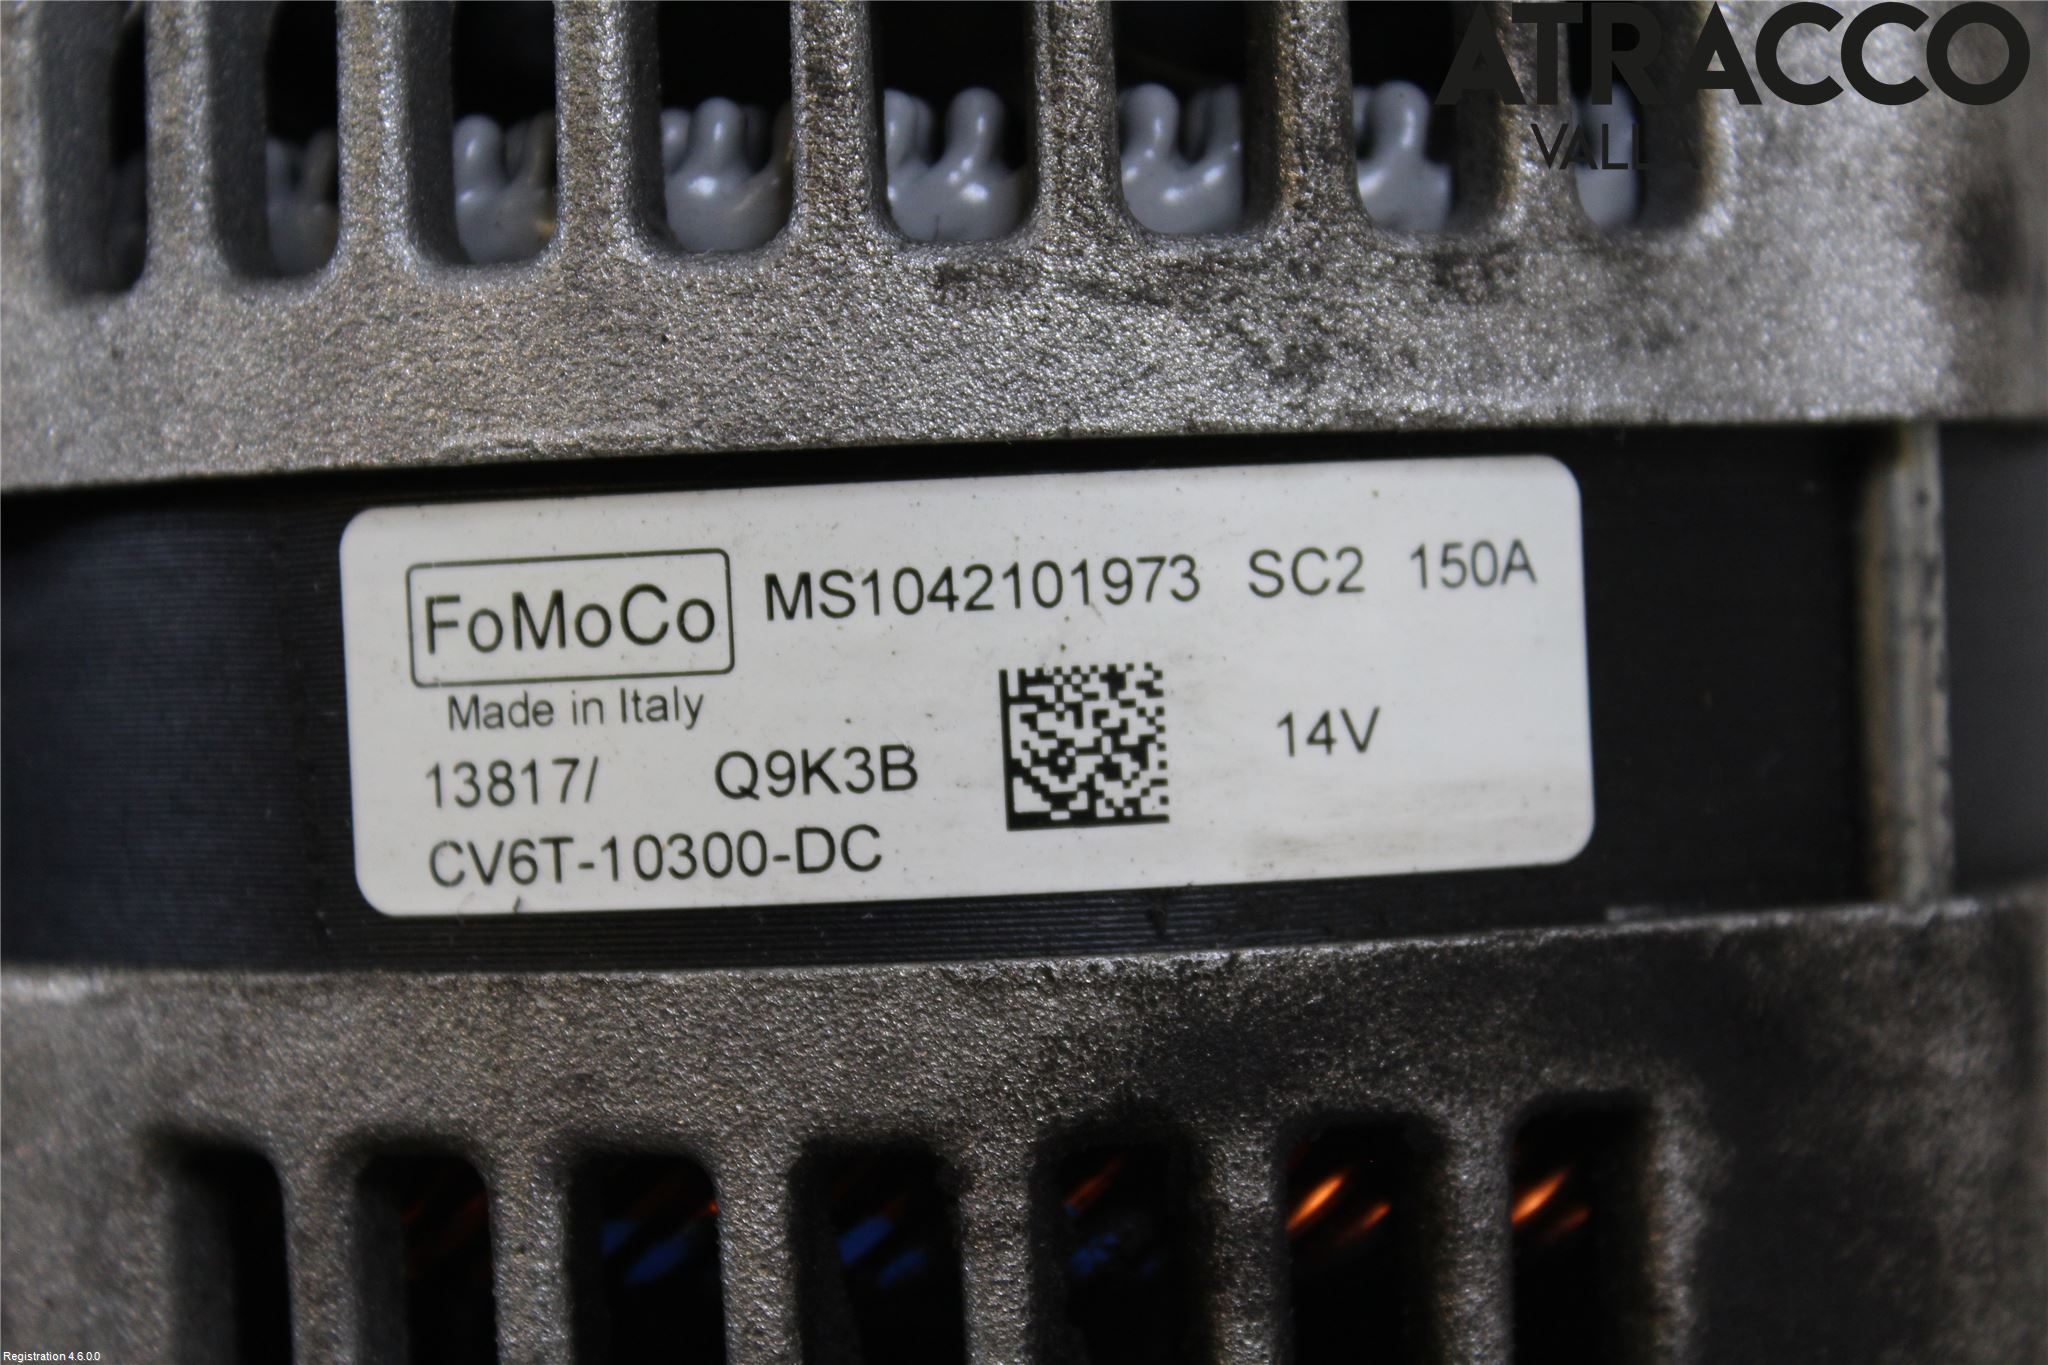 ATRACCO
FoMoCo MS1042101973 SC2 150A
Made in Italy
13817/ Q9K3B 14V
CV6T-10300-DC
Registration 4.6.0.0